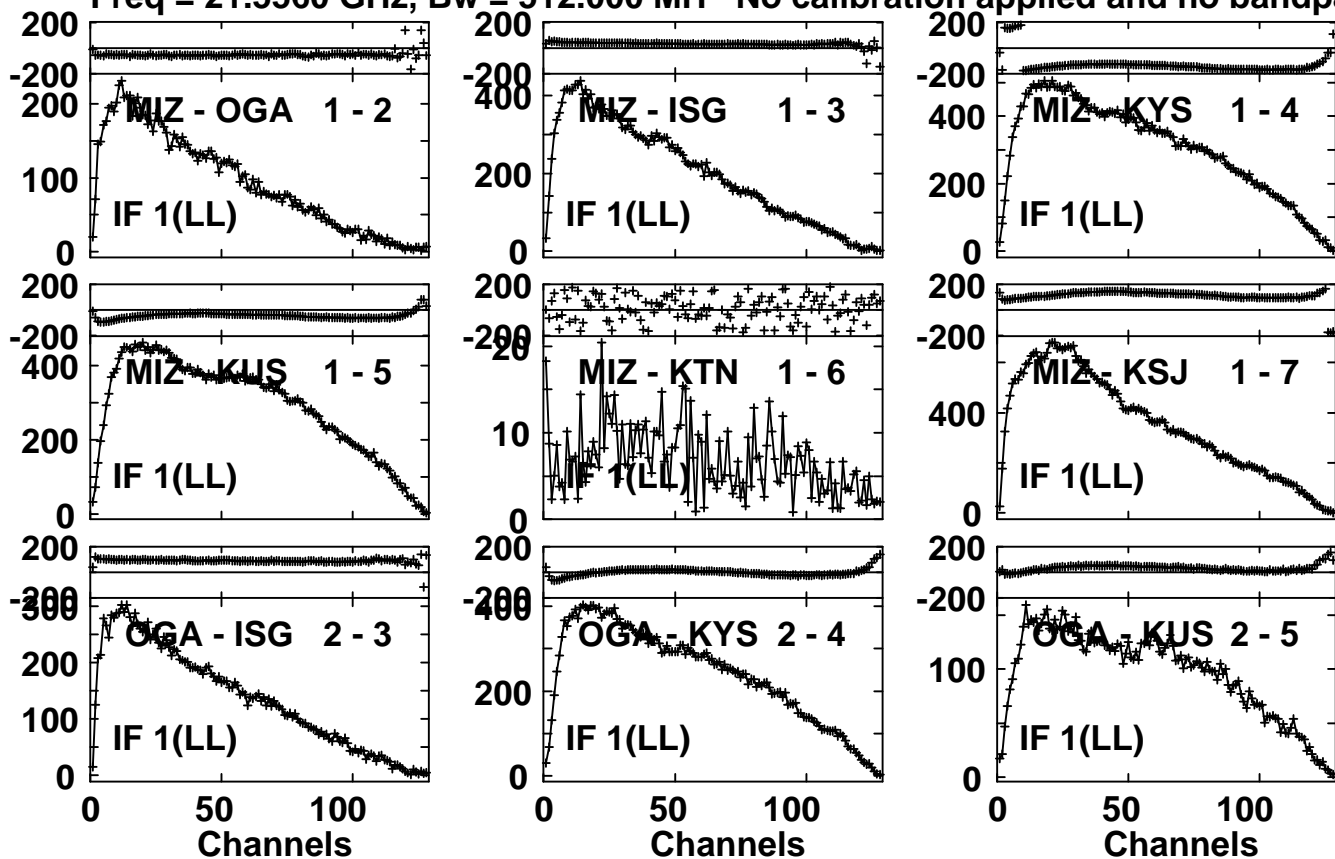 Freq = 21.5560 GHz, Bw = 512.000 MH No calibration applied and no bandpa
200 200 200
-200 -200 -200
MIZ - OGA 1 - 2 MIZ - ISG 1 - 3 MIZ - KYS 1 - 4
200 400 400
100 200 200
IF 1(LL) IF 1(LL) IF 1(LL)
0 0 0
200 200 200
-200 -200 -200
400 20
MIZ - KUS 1 - 5 MIZ - KTN 1 - 6 MIZ - KSJ 1 - 7
200 10 400
IF 1(LL) IF 1(LL) IF 1(LL)
0 0 0
200 200 200
-200 -200 -200
300 400
OGA - ISG 2 - 3 OGA - KYS 2 - 4 OGA - KUS 2 - 5
200 200 100
100
IF 1(LL) IF 1(LL) IF 1(LL)
0 0 0
0 50 100 0 50 100 0 50 100
Channels Channels Channels